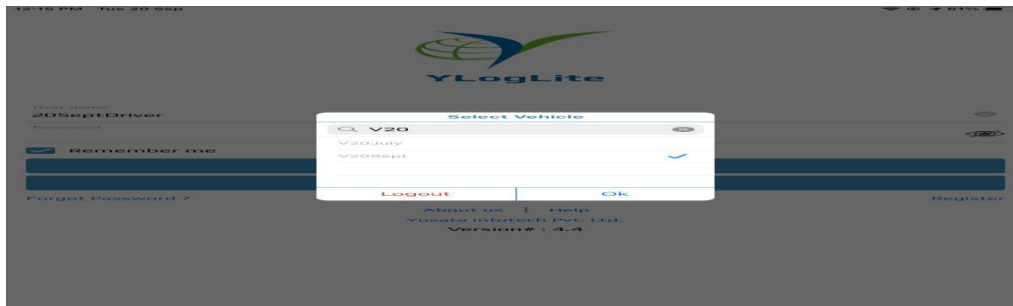 12:15 PM Tue 20 Sep 61%
YLogLite
User name
20SeptDriver
Password
Select Vehicle
V20
V20July
V20Sept
Remember me
Logout Ok
Forgot Password ? Register
About us | Help
Yusata Infotech Pvt. Ltd.
Version# : 4.4